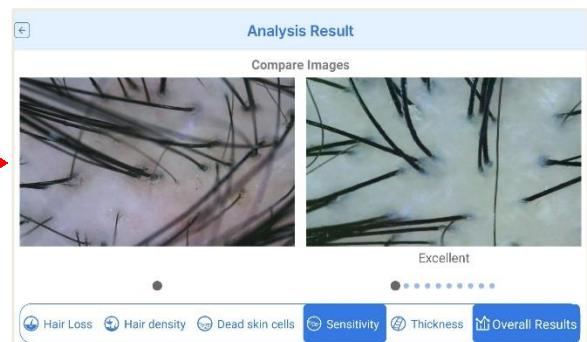 Analysis Result
Compare Images
Excellent
Hair Loss Hair density Dead skin cells Sensitivity Thickness Overall Results